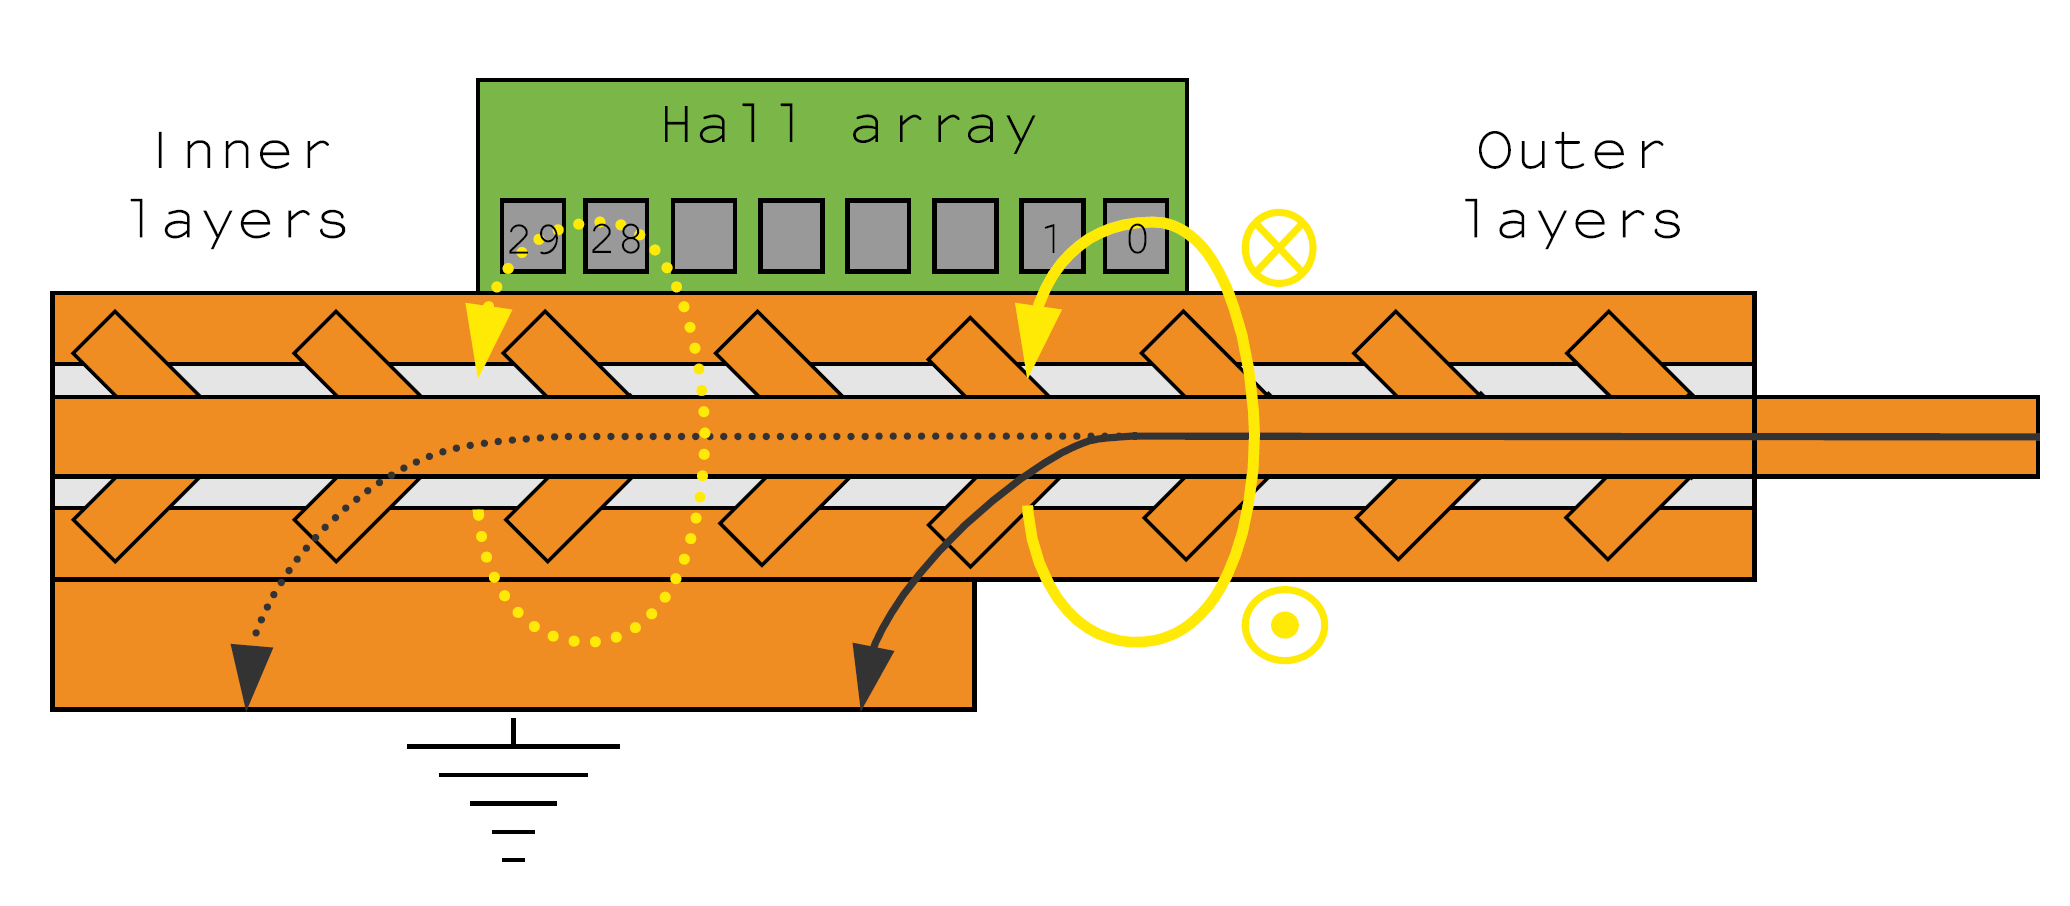 Hall array
Inner
layers
Outer
layers
29 28 1 0